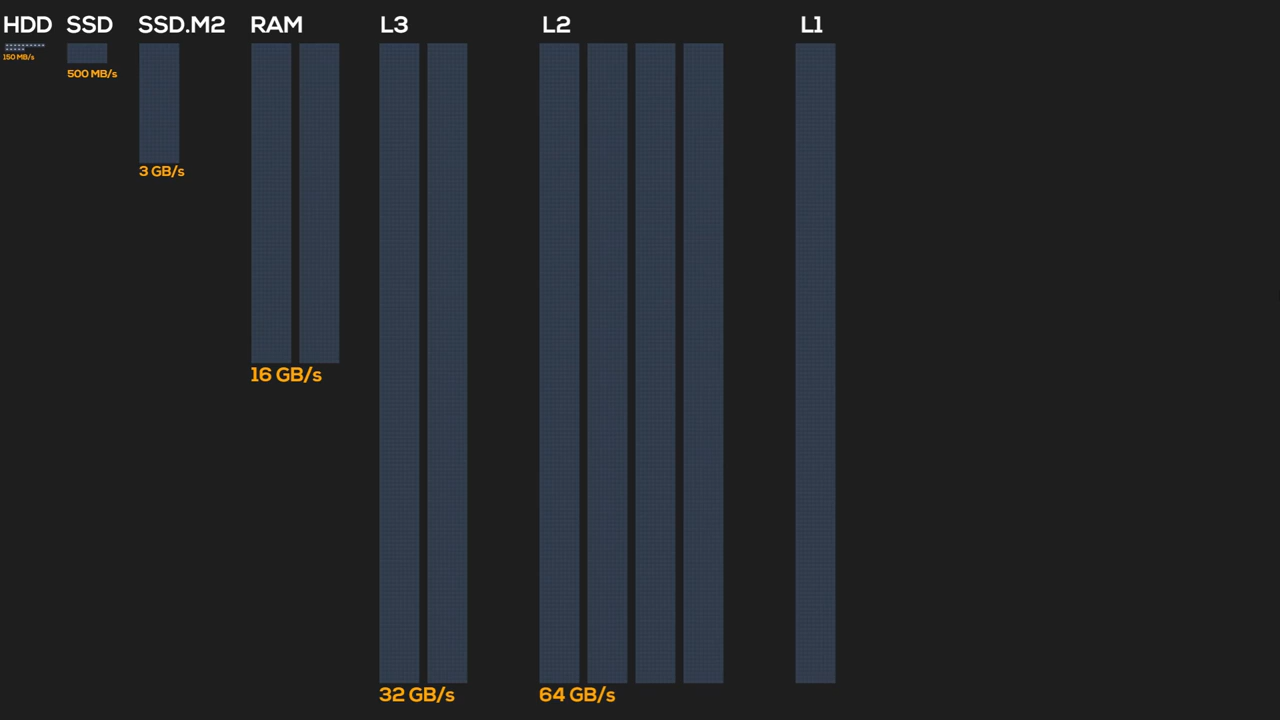 HDD SSD SSD.M2 RAM L3 L2 L1
150 MB/s
500 MB/s
3 GB/s
16 GB/s
32 GB/s 64 GB/s